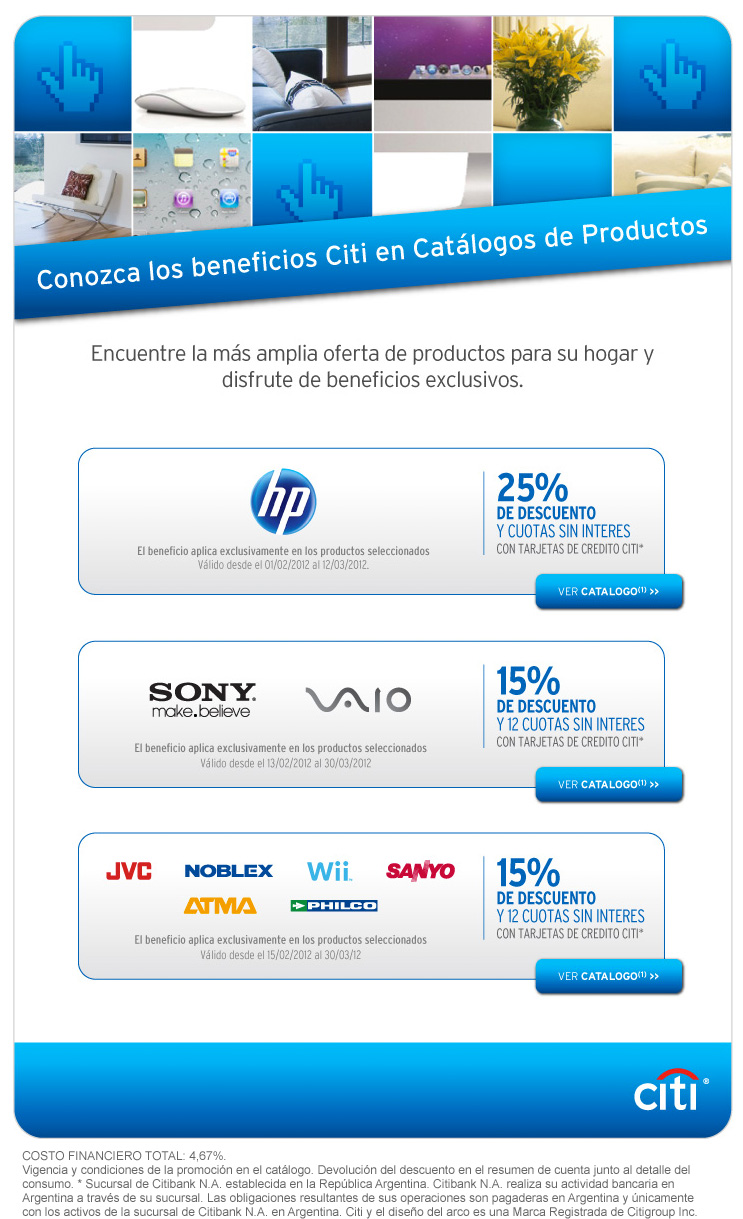 Conozca los beneficios Citi en Catálogos de Productos
Encuentre la más amplia oferta de productos para su hogar y
disfrute de beneficios exclusivos.
hp
El beneficio aplica exclusivamente en los productos seleccionados
Válido desde el 01/02/2012 al 12/03/2012.
25%
DE DESCUENTO
Y CUOTAS SIN INTERES
CON TARJETAS DE CREDITO CITI*
VER CATALOGO(1) >>
SONY.
make.believe
VAIO
El beneficio aplica exclusivamente en los productos seleccionados
Válido desde el 13/02/2012 al 30/03/2012
15%
DE DESCUENTO
Y 12 CUOTAS SIN INTERES
CON TARJETAS DE CREDITO CITI*
VER CATALOGO(1) >>
JVC NOBLEX Wii™ SANYO
ATMA PHILCO
El beneficio aplica exclusivamente en los productos seleccionados
Válido desde el 15/02/2012 al 30/03/12
15%
DE DESCUENTO
Y 12 CUOTAS SIN INTERES
CON TARJETAS DE CREDITO CITI*
VER CATALOGO(1) >>
citi®
COSTO FINANCIERO TOTAL: 4,67%.
Vigencia y condiciones de la promoción en el catálogo. Devolución del descuento en el resumen de cuenta junto al detalle del
consumo. * Sucursal de Citibank N.A. establecida en la República Argentina. Citibank N.A. realiza su actividad bancaria en
Argentina a través de su sucursal. Las obligaciones resultantes de sus operaciones son pagaderas en Argentina y únicamente
con los activos de la sucursal de Citibank N.A. en Argentina. Citi y el diseño del arco es una Marca Registrada de Citigroup Inc.